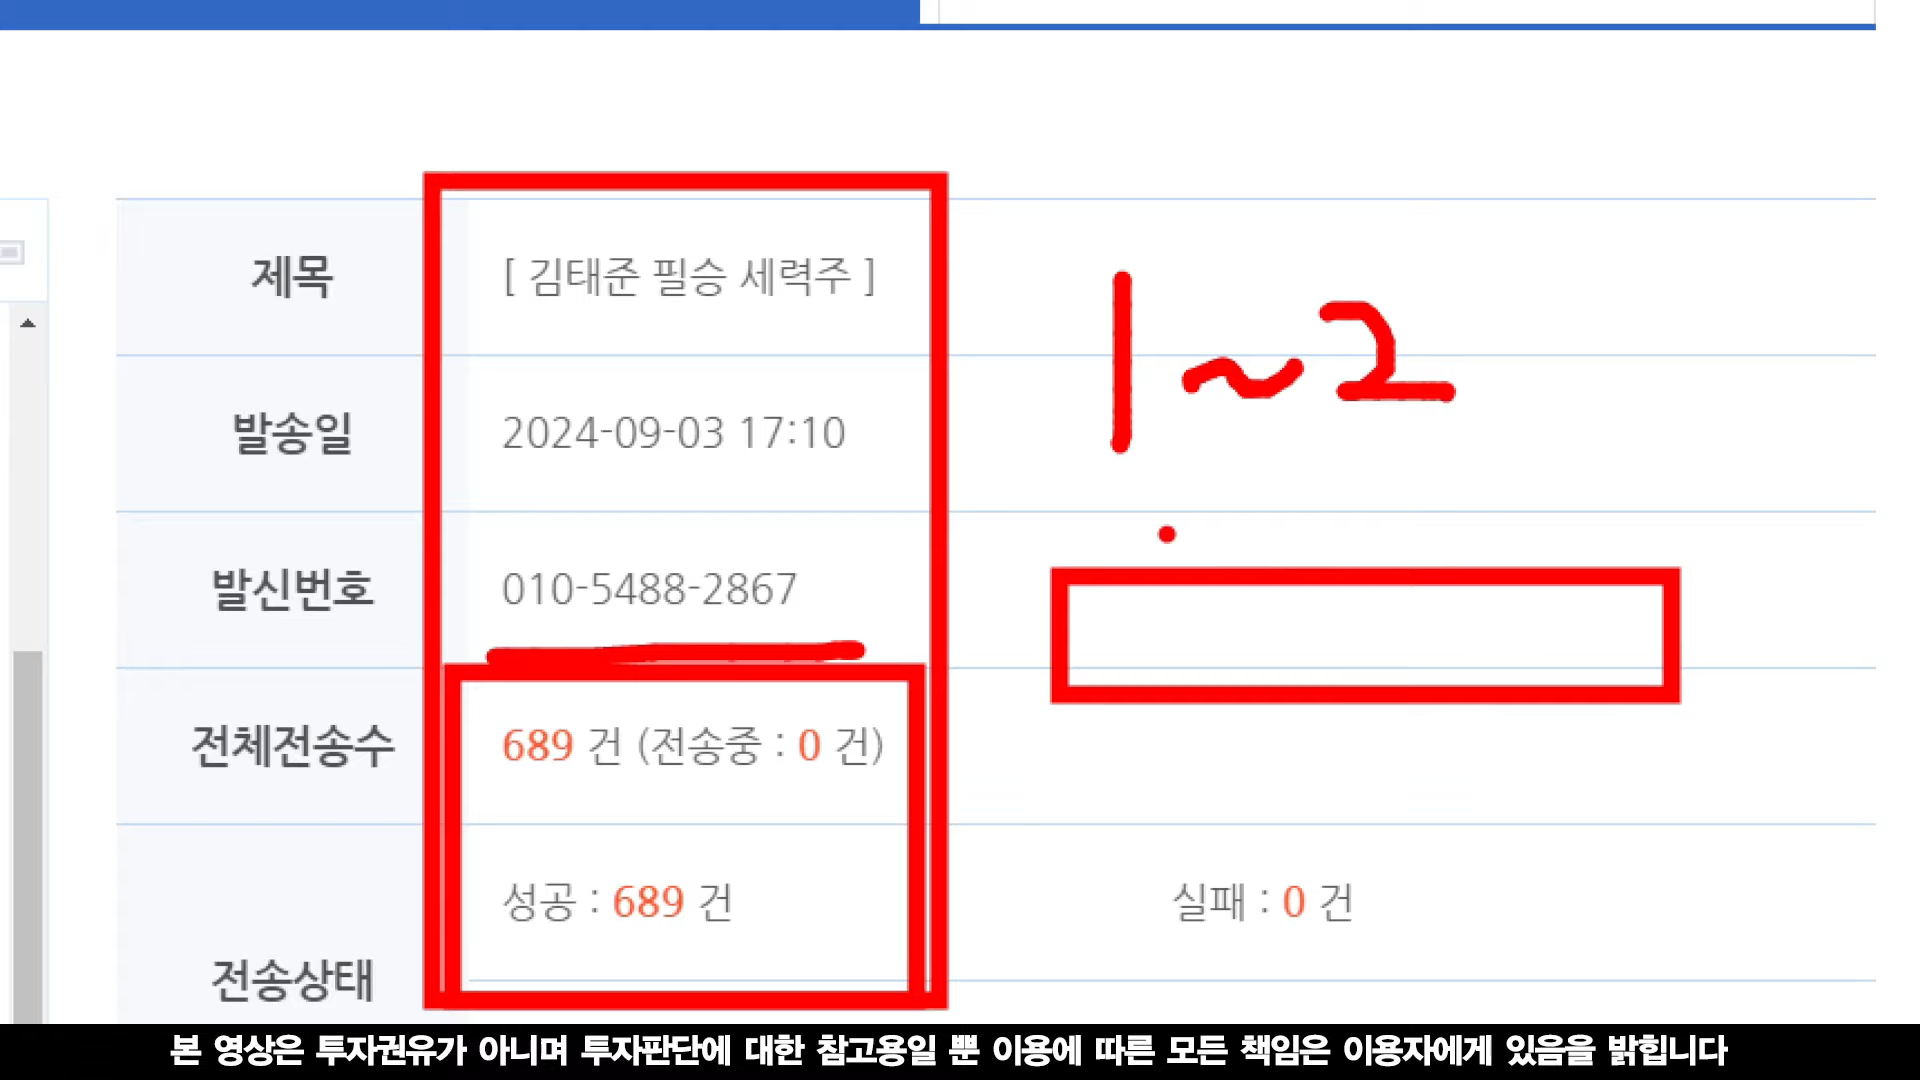 제목 [ 김태준 필승 세력주 ]
1~2
발송일 2024-09-03 17:10
발신번호 010-5488-2867
전체전송수 689 건 (전송중 : 0 건)
성공 : 689 건 실패 : 0 건
전송상태
본 영상은 투자권유가 아니며 투자판단에 대한 참고용일 뿐 이용에 따른 모든 책임은 이용자에게 있음을 밝힙니다